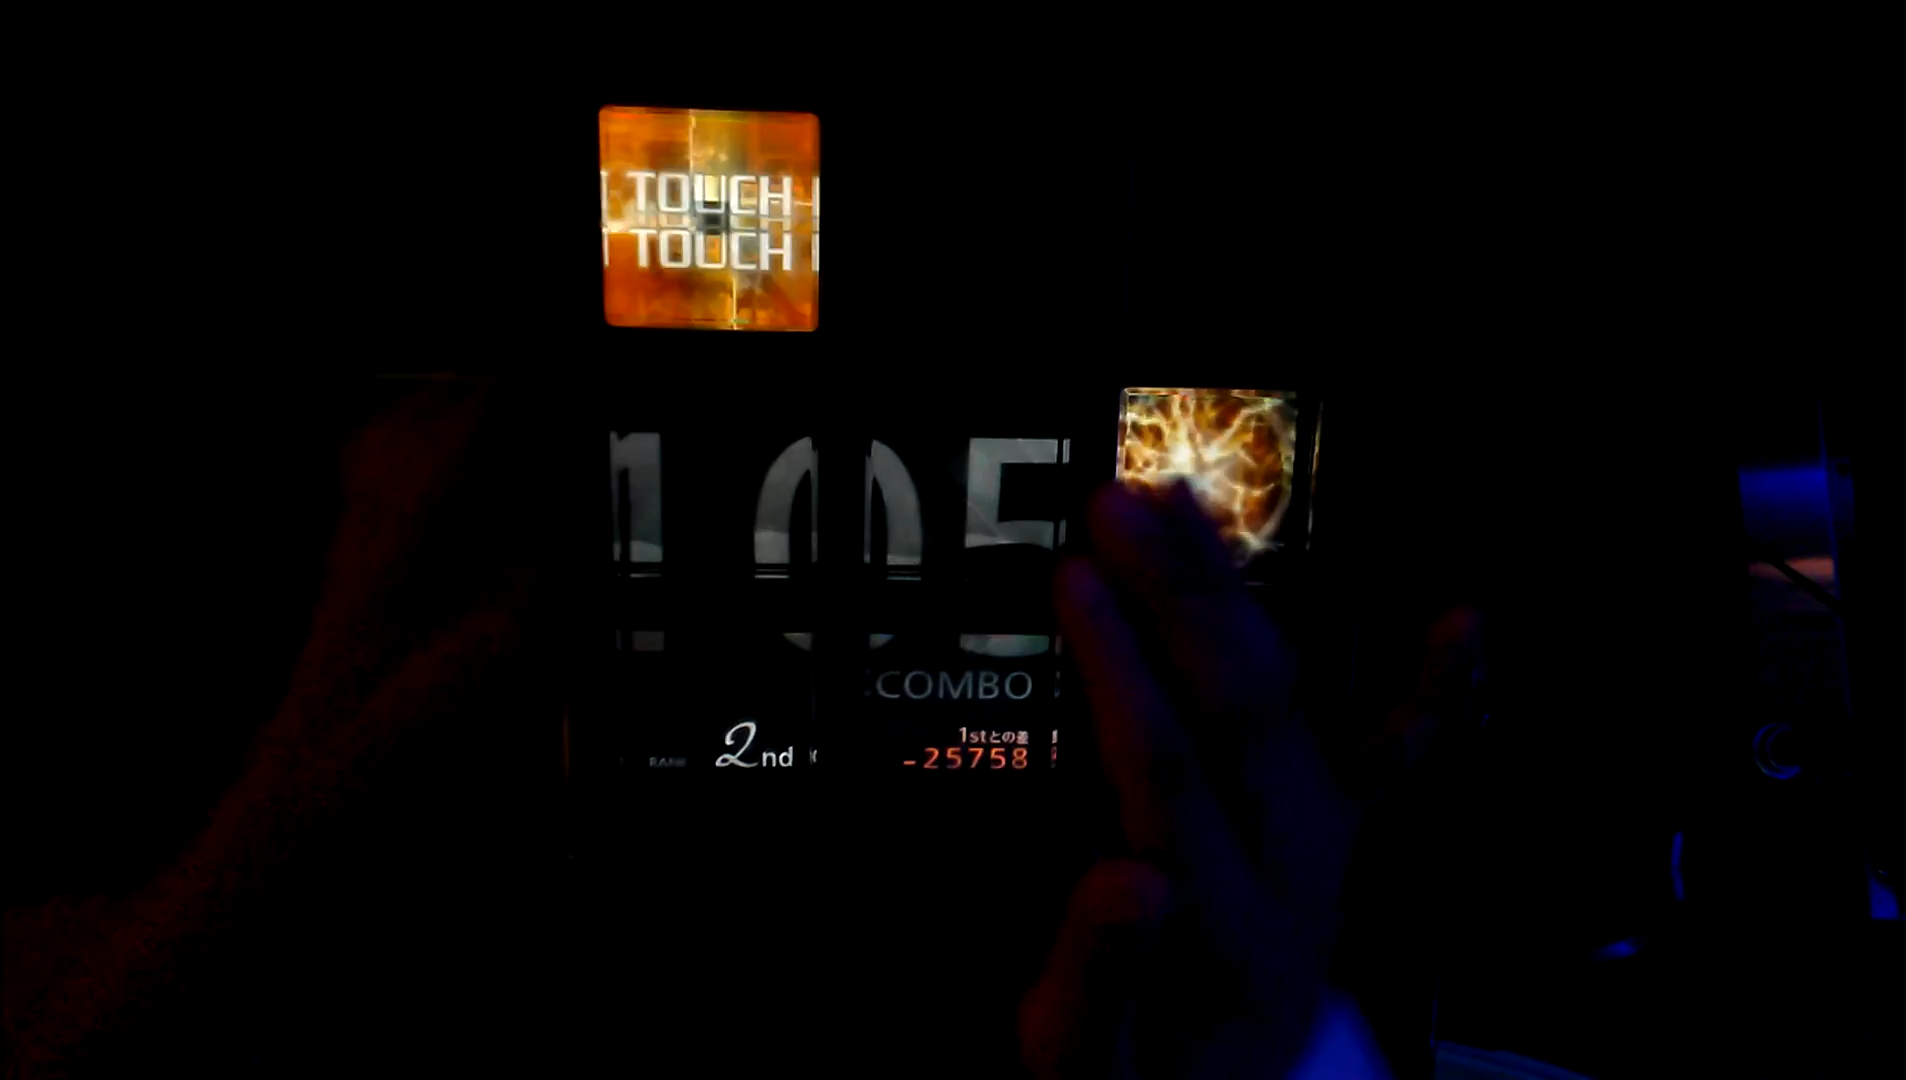 TOUCH
TOUCH
105
COMBO
RANK 2nd
1stとの差
-25758